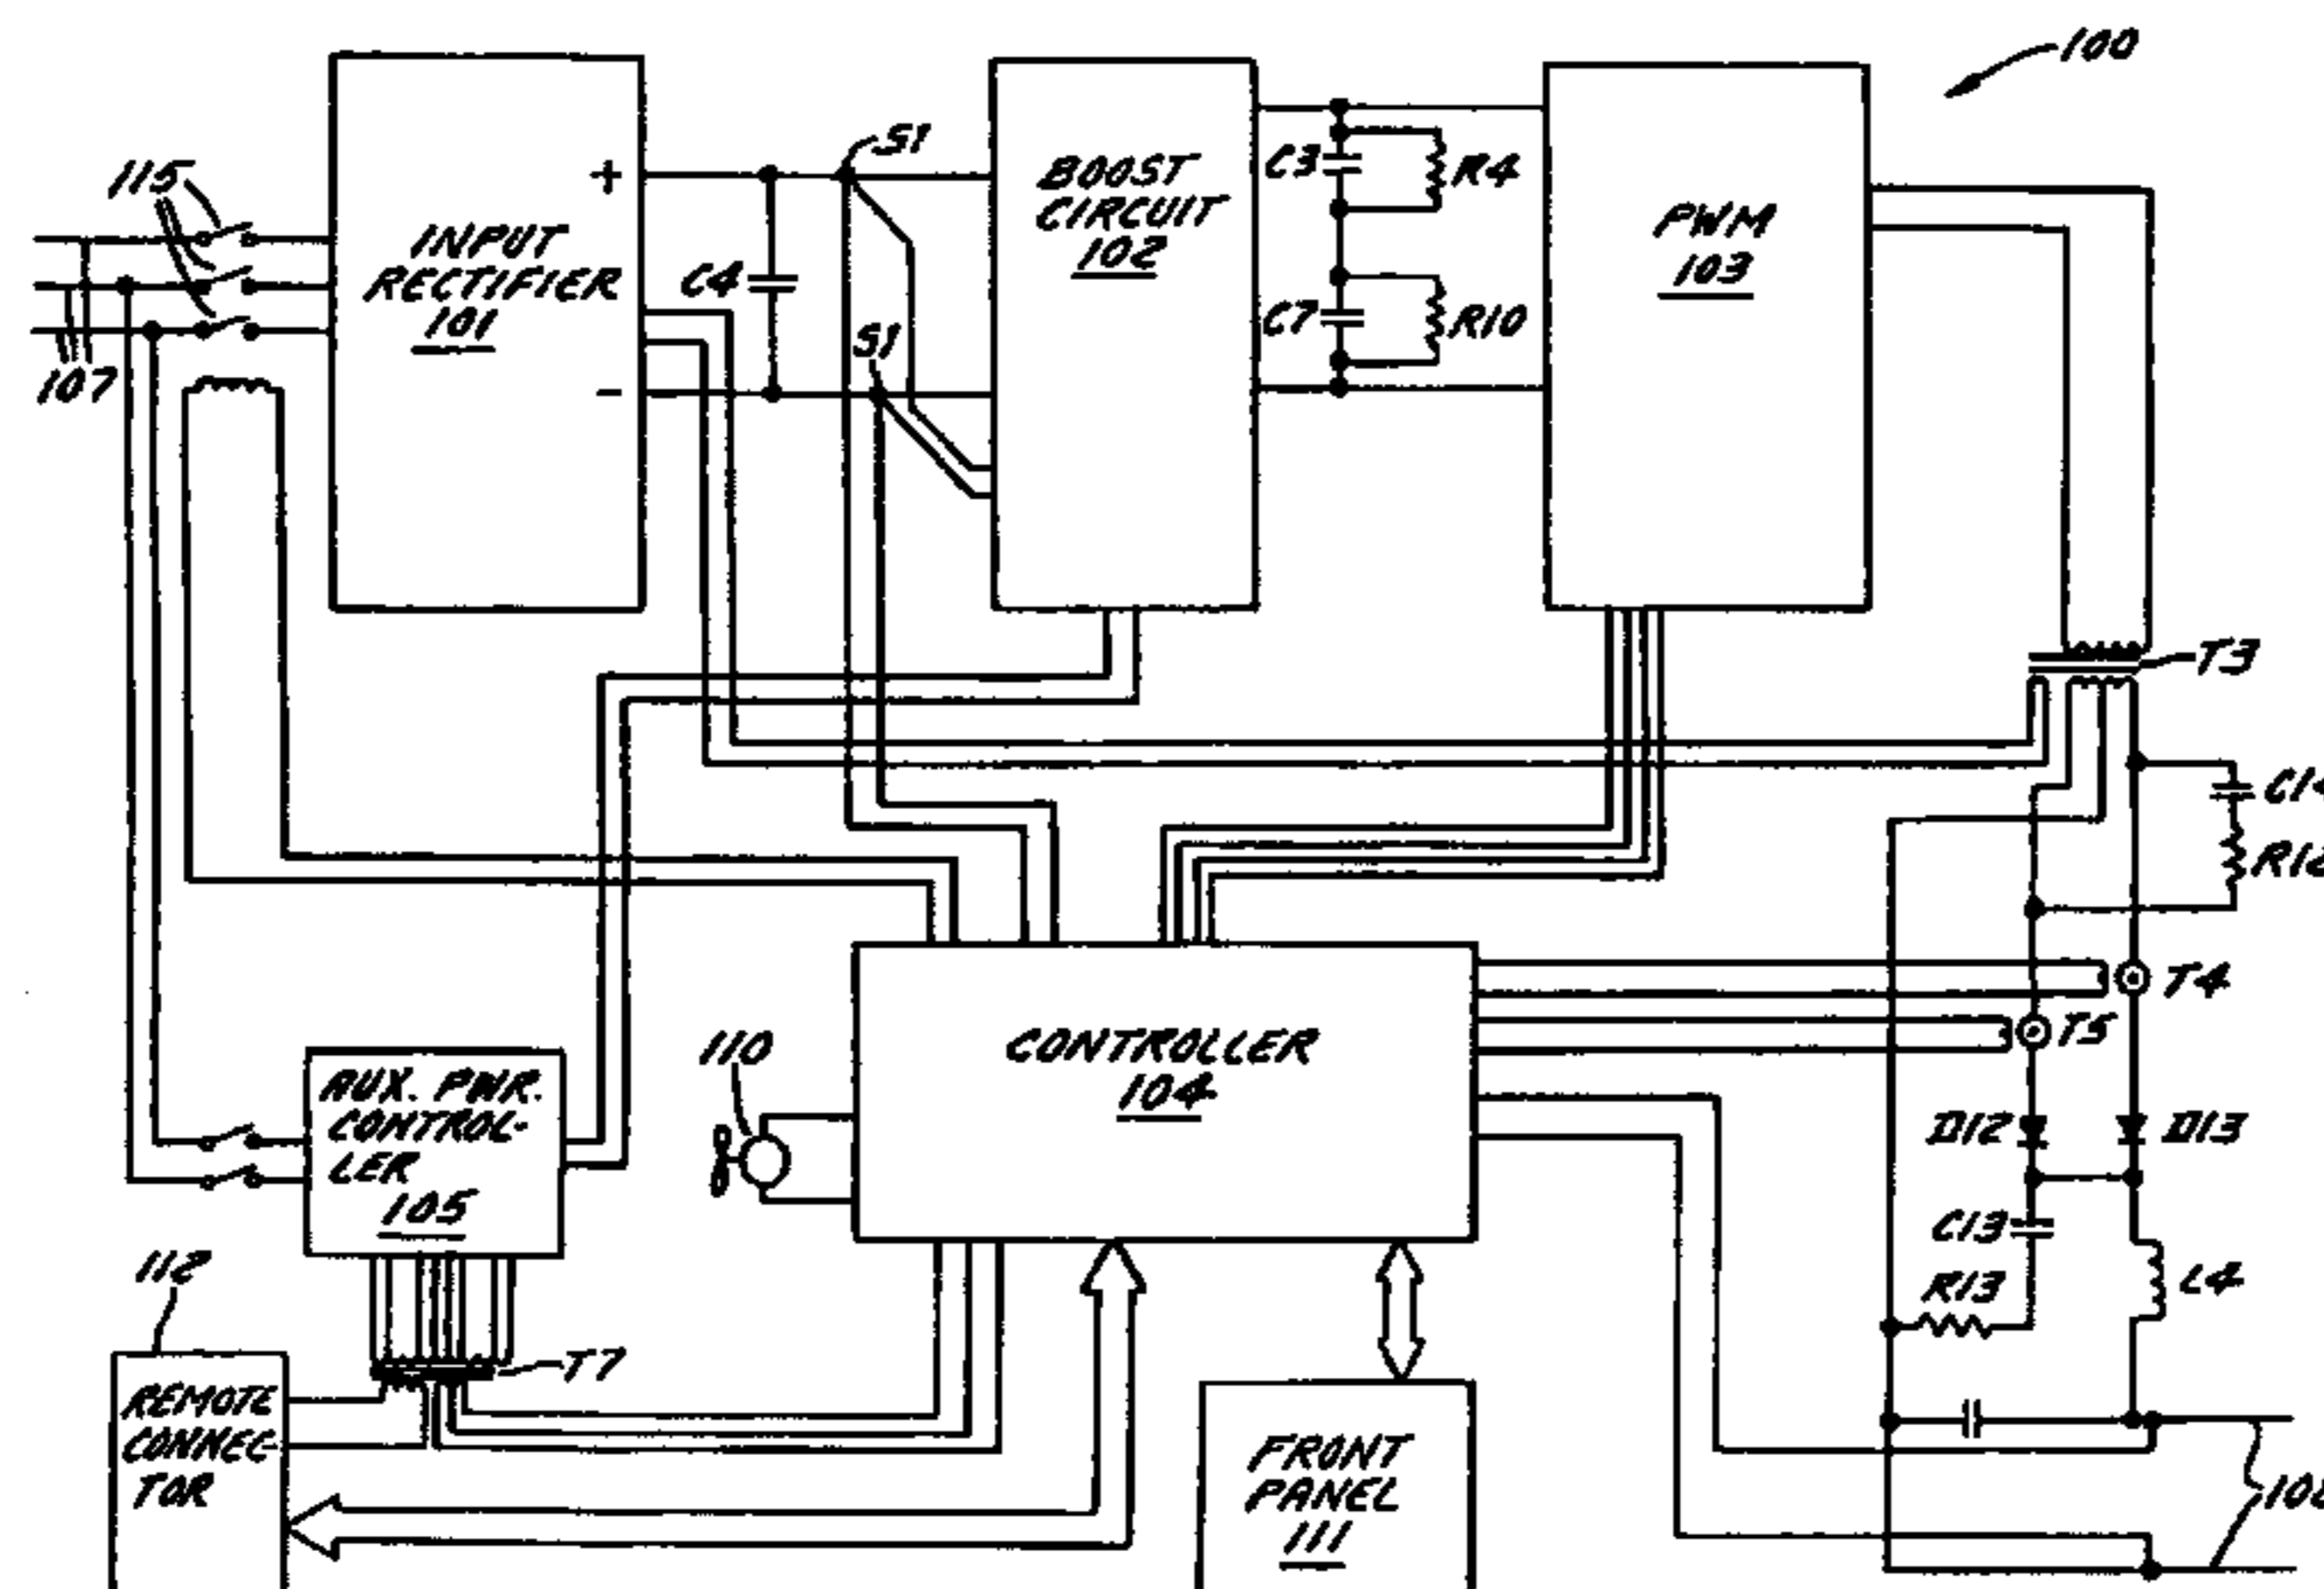 100
115
INPUT
RECTIFIER
101
+
-
107
C4
S1
S1
BOOST
CIRCUIT
102
C3
R4
C7
R10
PWM
103
T3
T4
T5
D12
D13
C13
R13
L4
CONTROLLER
104
110
AUX. PWR.
CONTROL-
LER
105
112
T7
REMOTE
CONNEC-
TOR
FRONT
PANEL
111